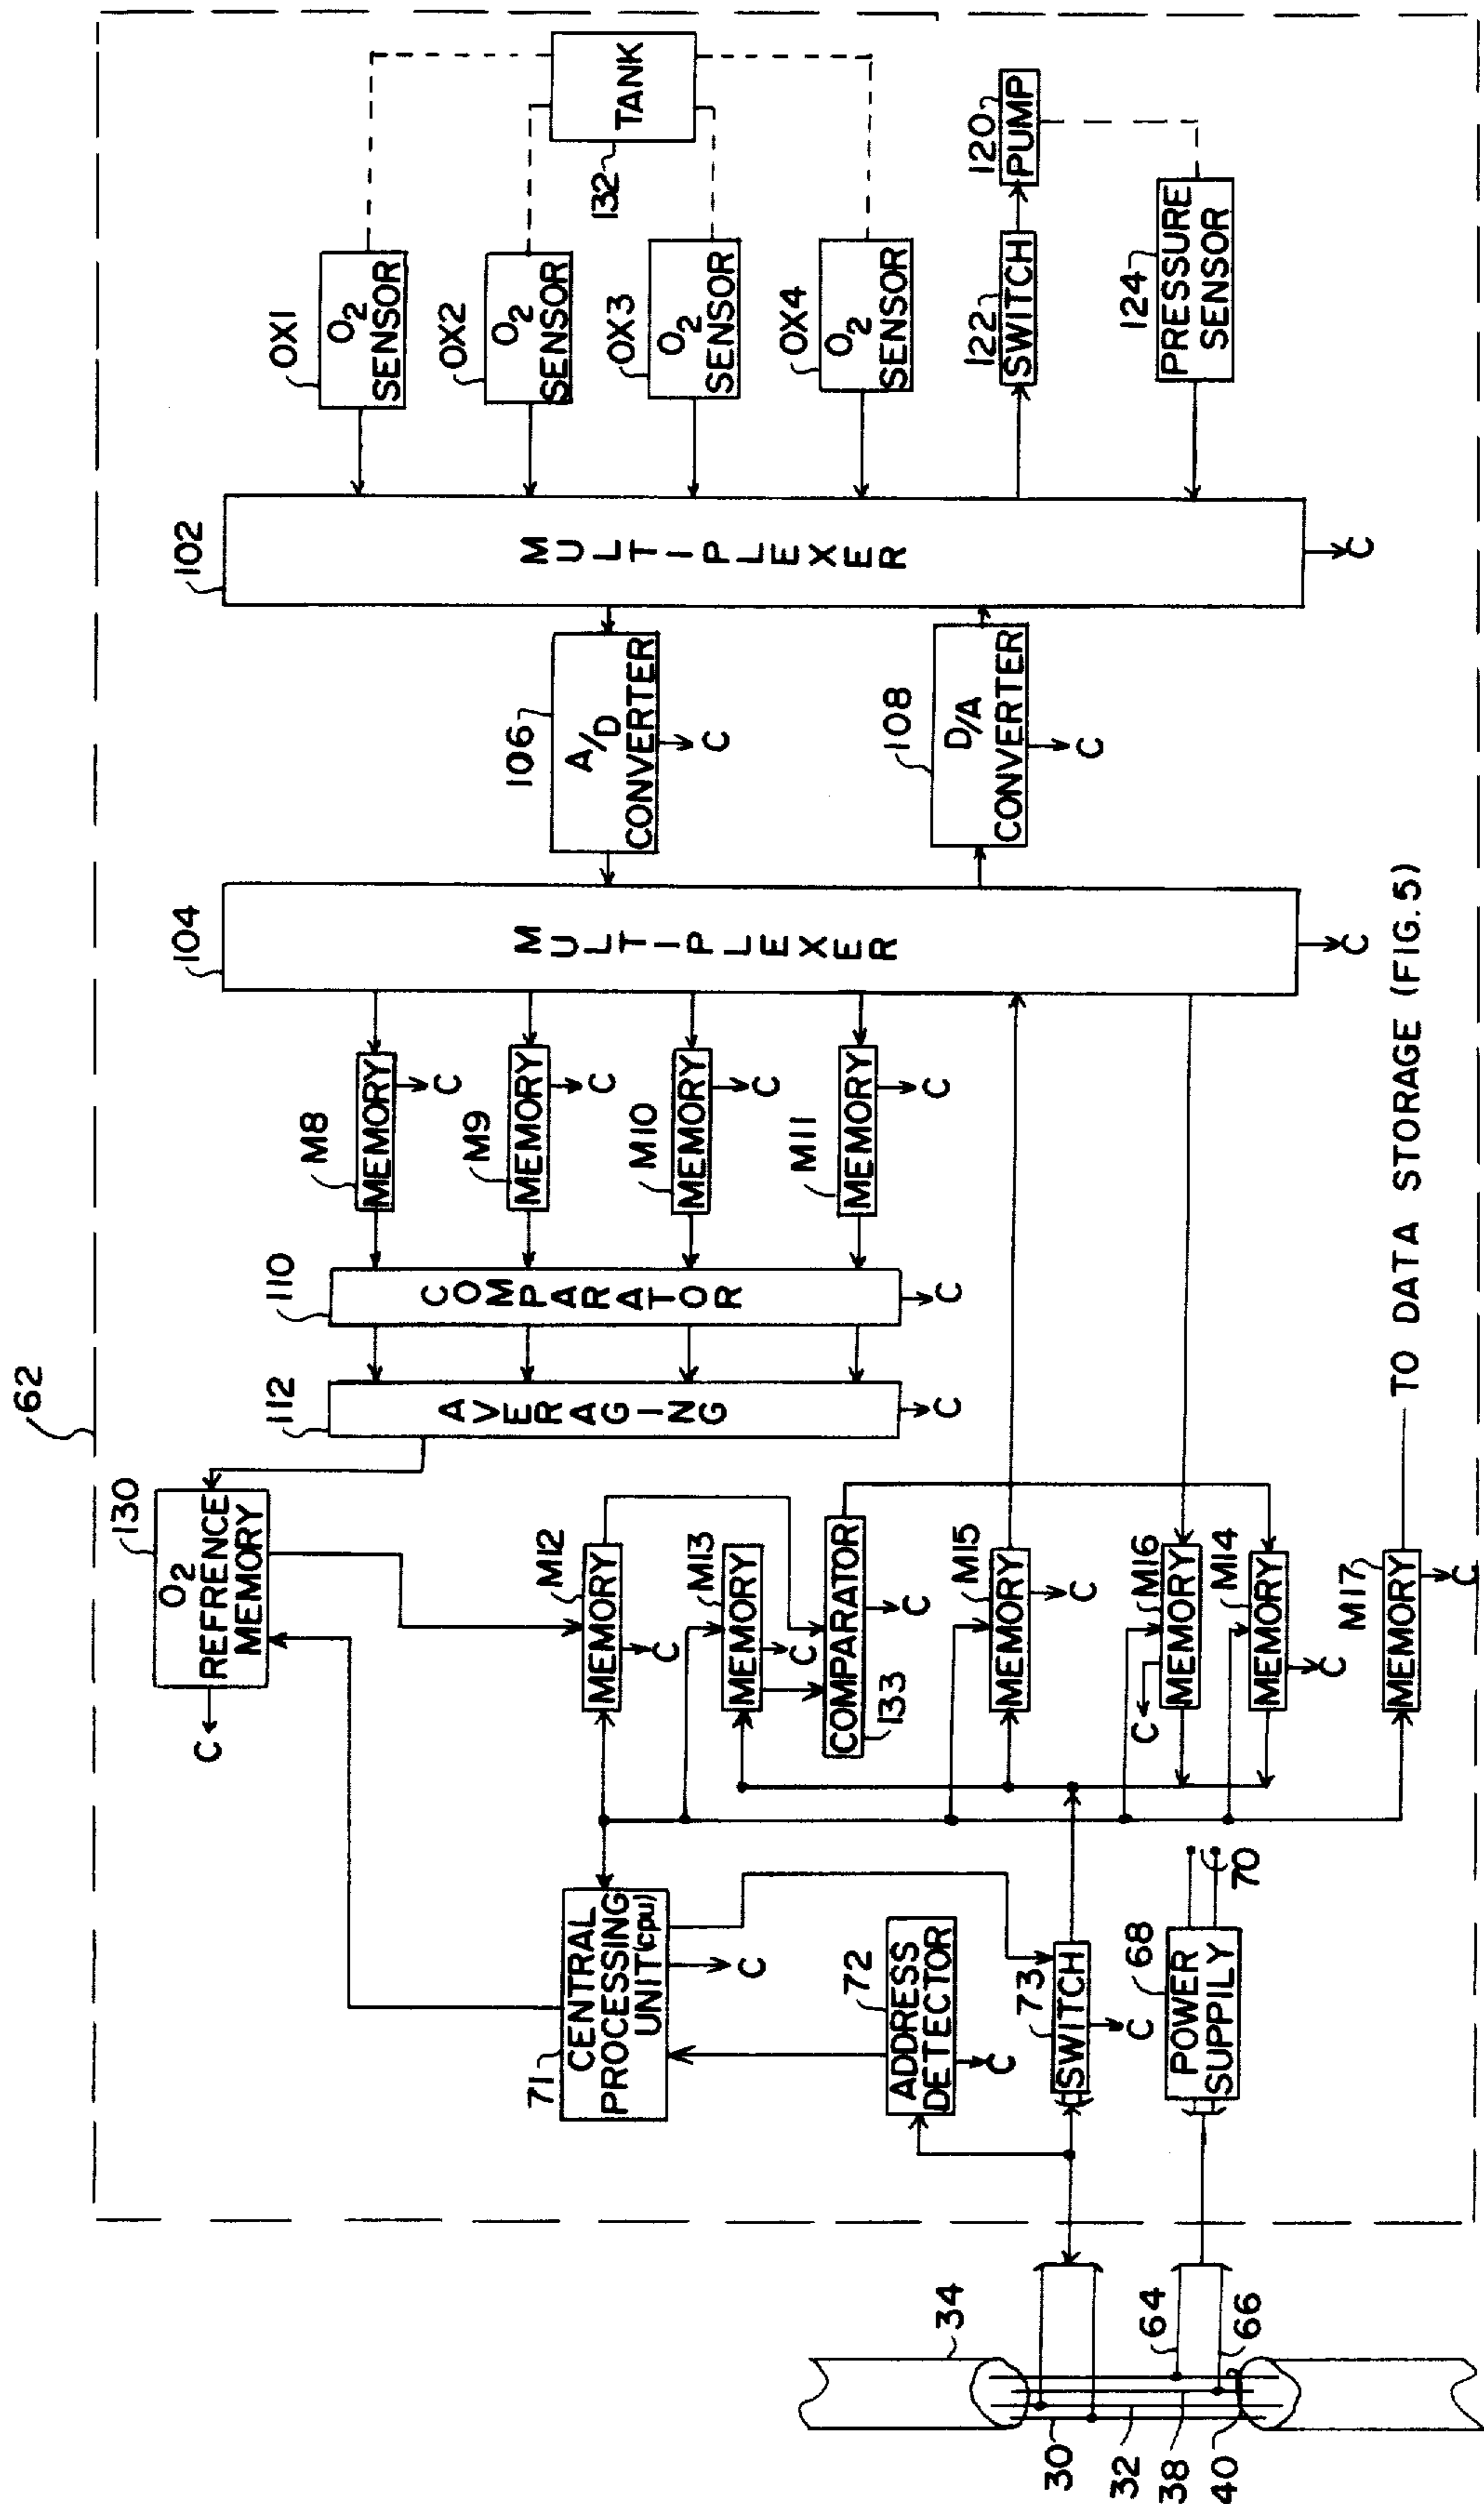 62
130
O2
REFERENCE
MEMORY
C
112
AVERAGING
C
110
COMPARATOR
C
M8
MEMORY
C
M9
MEMORY
C
M10
MEMORY
C
M11
MEMORY
C
104
MULTIPLEXER
C
106
A/D
CONVERTER
C
108
D/A
CONVERTER
C
102
MULTIPLEXER
C
OX1
O2
SENSOR
OX2
O2
SENSOR
OX3
O2
SENSOR
OX4
O2
SENSOR
132
TANK
122
SWITCH
120
PUMP
124
PRESSURE
SENSOR
71
CENTRAL
PROCESSING
UNIT(cpu)
C
72
ADDRESS
DETECTOR
C
73
SWITCH
C
68
POWER
SUPPILY
70
M12
MEMORY
C
M13
MEMORY
C
COMPARATOR
133
C
M15
MEMORY
C
M16
MEMORY
C
M14
MEMORY
C
M17
MEMORY
C
TO DATA STORAGE (FIG.5)
34
64
66
30
32
38
40